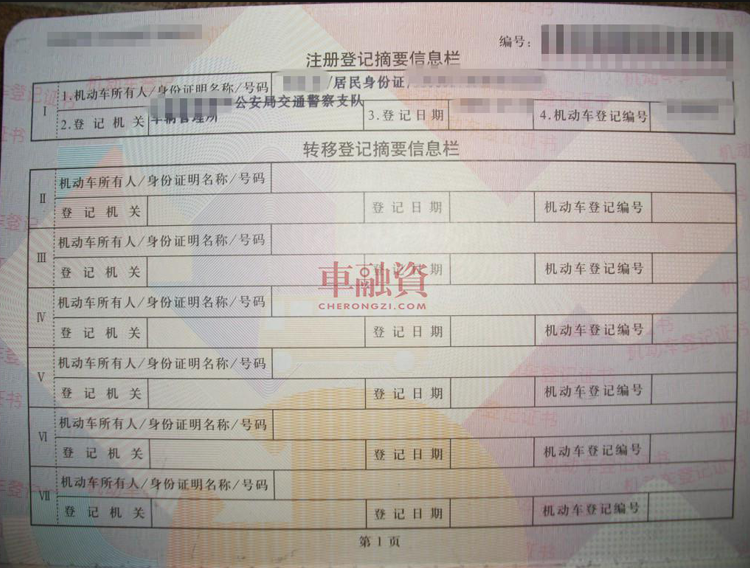 编号:
注册登记摘要信息栏
I
1.机动车所有人/身份证明名称/号码 /居民身份证,
2.登记机关 公安局交通警察支队
车辆管理所
3.登记日期
4.机动车登记编号
转移登记摘要信息栏
II 机动车所有人/身份证明名称/号码
登记机关 登记日期 机动车登记编号
III 机动车所有人/身份证明名称/号码
登记机关 登记日期 机动车登记编号
車融資
CHERONGZI.COM
IV 机动车所有人/身份证明名称/号码
登记机关 登记日期 机动车登记编号
V 机动车所有人/身份证明名称/号码
登记机关 登记日期 机动车登记编号
VI 机动车所有人/身份证明名称/号码
登记机关 登记日期 机动车登记编号
VII 机动车所有人/身份证明名称/号码
登记机关 登记日期 机动车登记编号
第1页